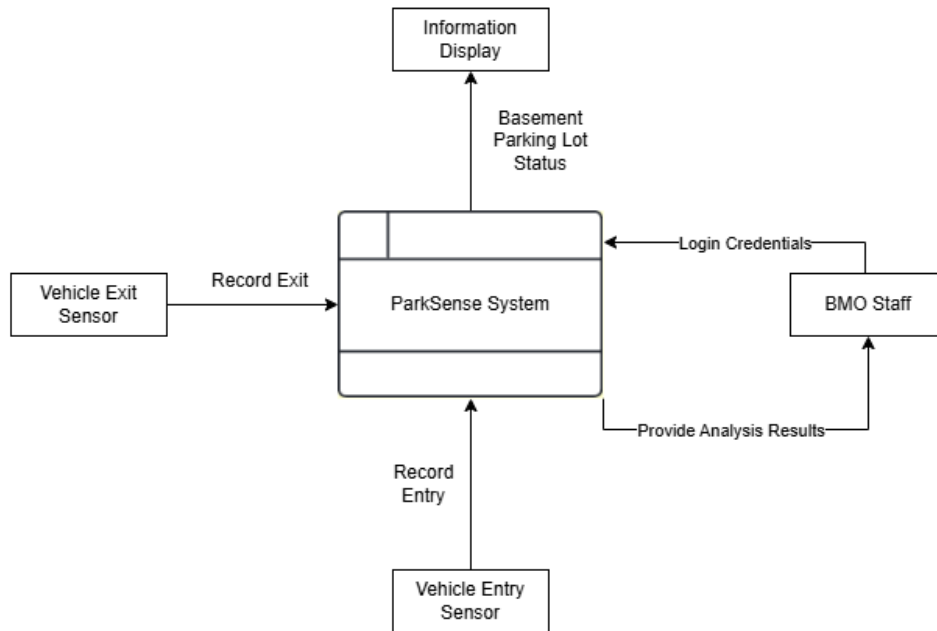 Information
Display
Basement
Parking Lot
Status
Login Credentials
Vehicle Exit
Sensor
Record Exit
ParkSense System
BMO Staff
Provide Analysis Results
Record
Entry
Vehicle Entry
Sensor